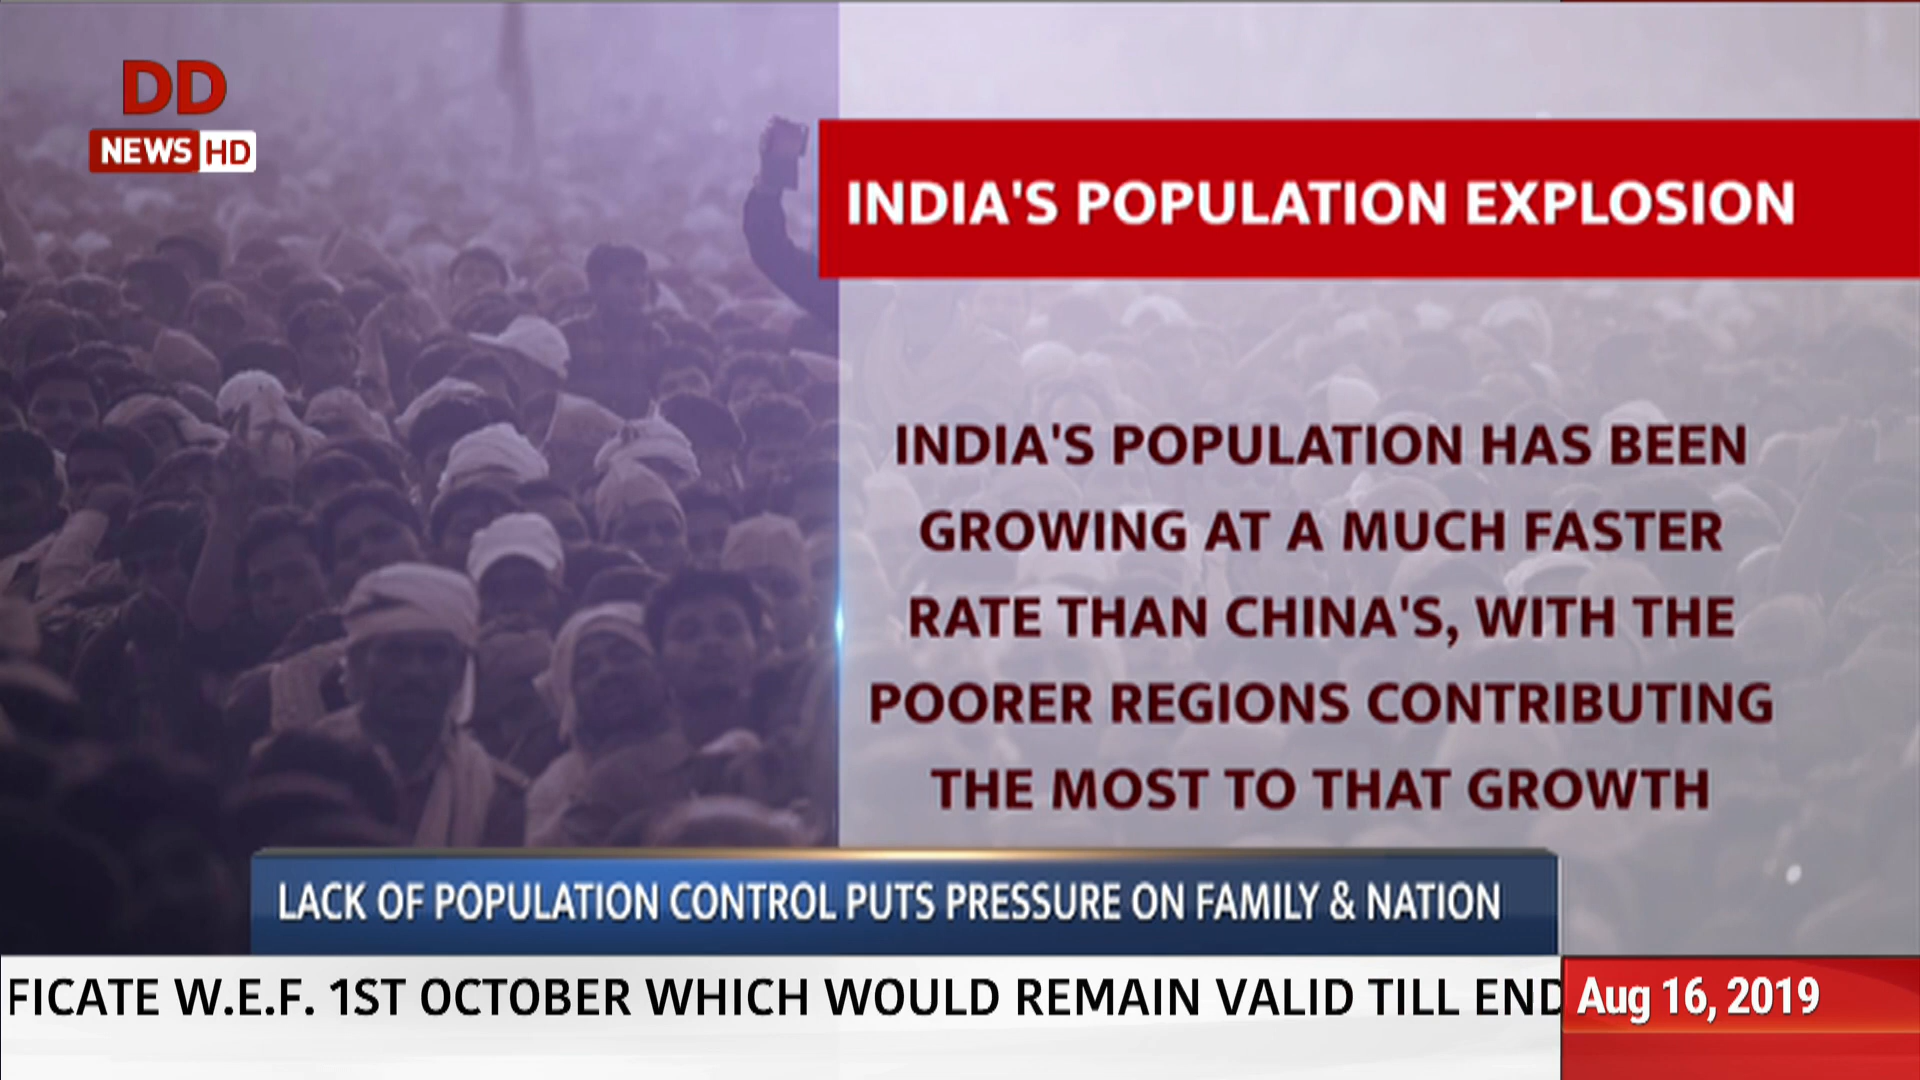 DD
NEWS HD
INDIA'S POPULATION EXPLOSION
INDIA'S POPULATION HAS BEEN
GROWING AT A MUCH FASTER
RATE THAN CHINA'S, WITH THE
POORER REGIONS CONTRIBUTING
THE MOST TO THAT GROWTH
LACK OF POPULATION CONTROL PUTS PRESSURE ON FAMILY & NATION
FICATE W.E.F. 1ST OCTOBER WHICH WOULD REMAIN VALID TILL END
Aug 16, 2019